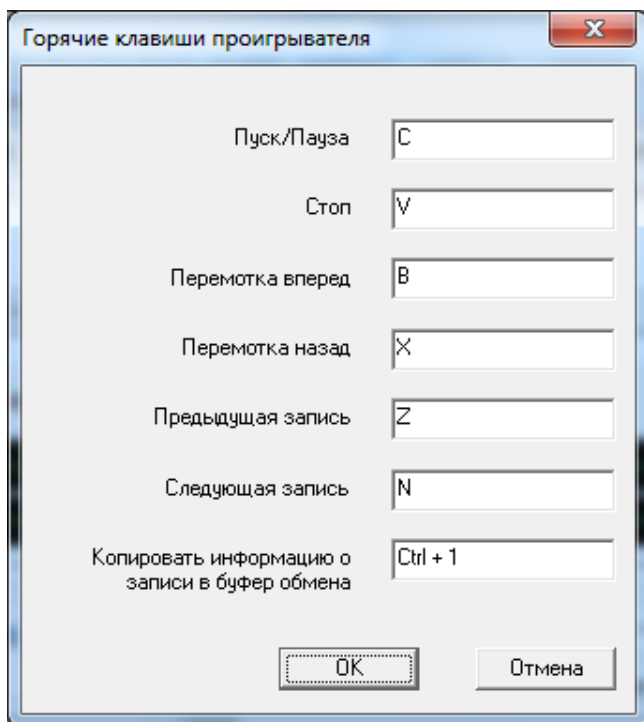 Горячие клавиши проигрывателя
Пуск/Пауза C
Стоп V
Перемотка вперед B
Перемотка назад X
Предыдущая запись Z
Следующая запись N
Копировать информацию о Ctrl + 1
записи в буфер обмена
OK Отмена